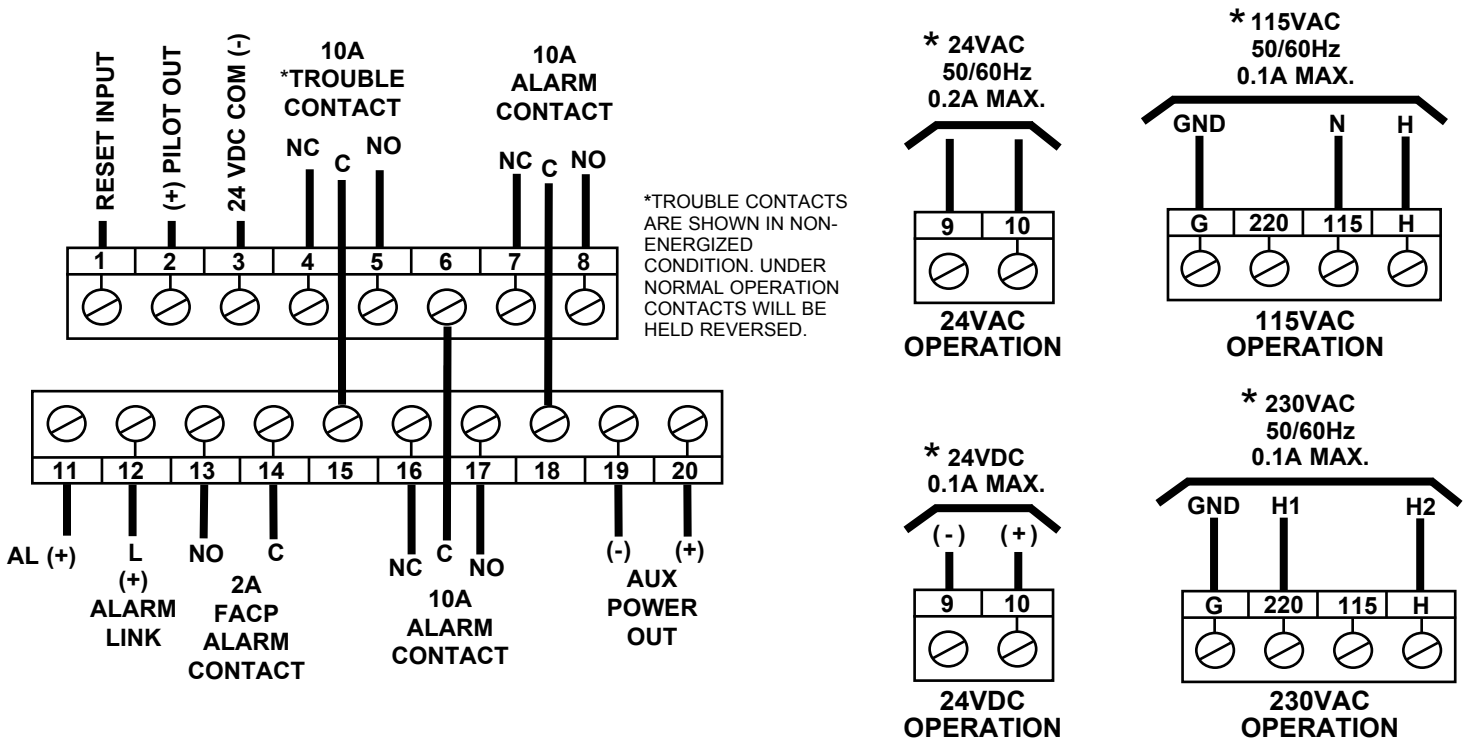 RESET INPUT
(+) PILOT OUT
24 VDC COM (-)
10A
*TROUBLE
CONTACT
NC C NO
10A
ALARM
CONTACT
NC C NO
1 2 3 4 5 6 7 8
*TROUBLE CONTACTS
ARE SHOWN IN NON-
ENERGIZED
CONDITION. UNDER
NORMAL OPERATION
CONTACTS WILL BE
HELD REVERSED.
11 12 13 14 15 16 17 18 19 20
AL (+)
L
(+)
ALARM
LINK
NO C
2A
FACP
ALARM
CONTACT
NC C NO
10A
ALARM
CONTACT
(-) (+)
AUX
POWER
OUT
* 24VAC
50/60Hz
0.2A MAX.
9 10
24VAC
OPERATION
* 115VAC
50/60Hz
0.1A MAX.
GND N H
G 220 115 H
115VAC
OPERATION
* 24VDC
0.1A MAX.
(-) (+)
9 10
24VDC
OPERATION
* 230VAC
50/60Hz
0.1A MAX.
GND H1 H2
G 220 115 H
230VAC
OPERATION